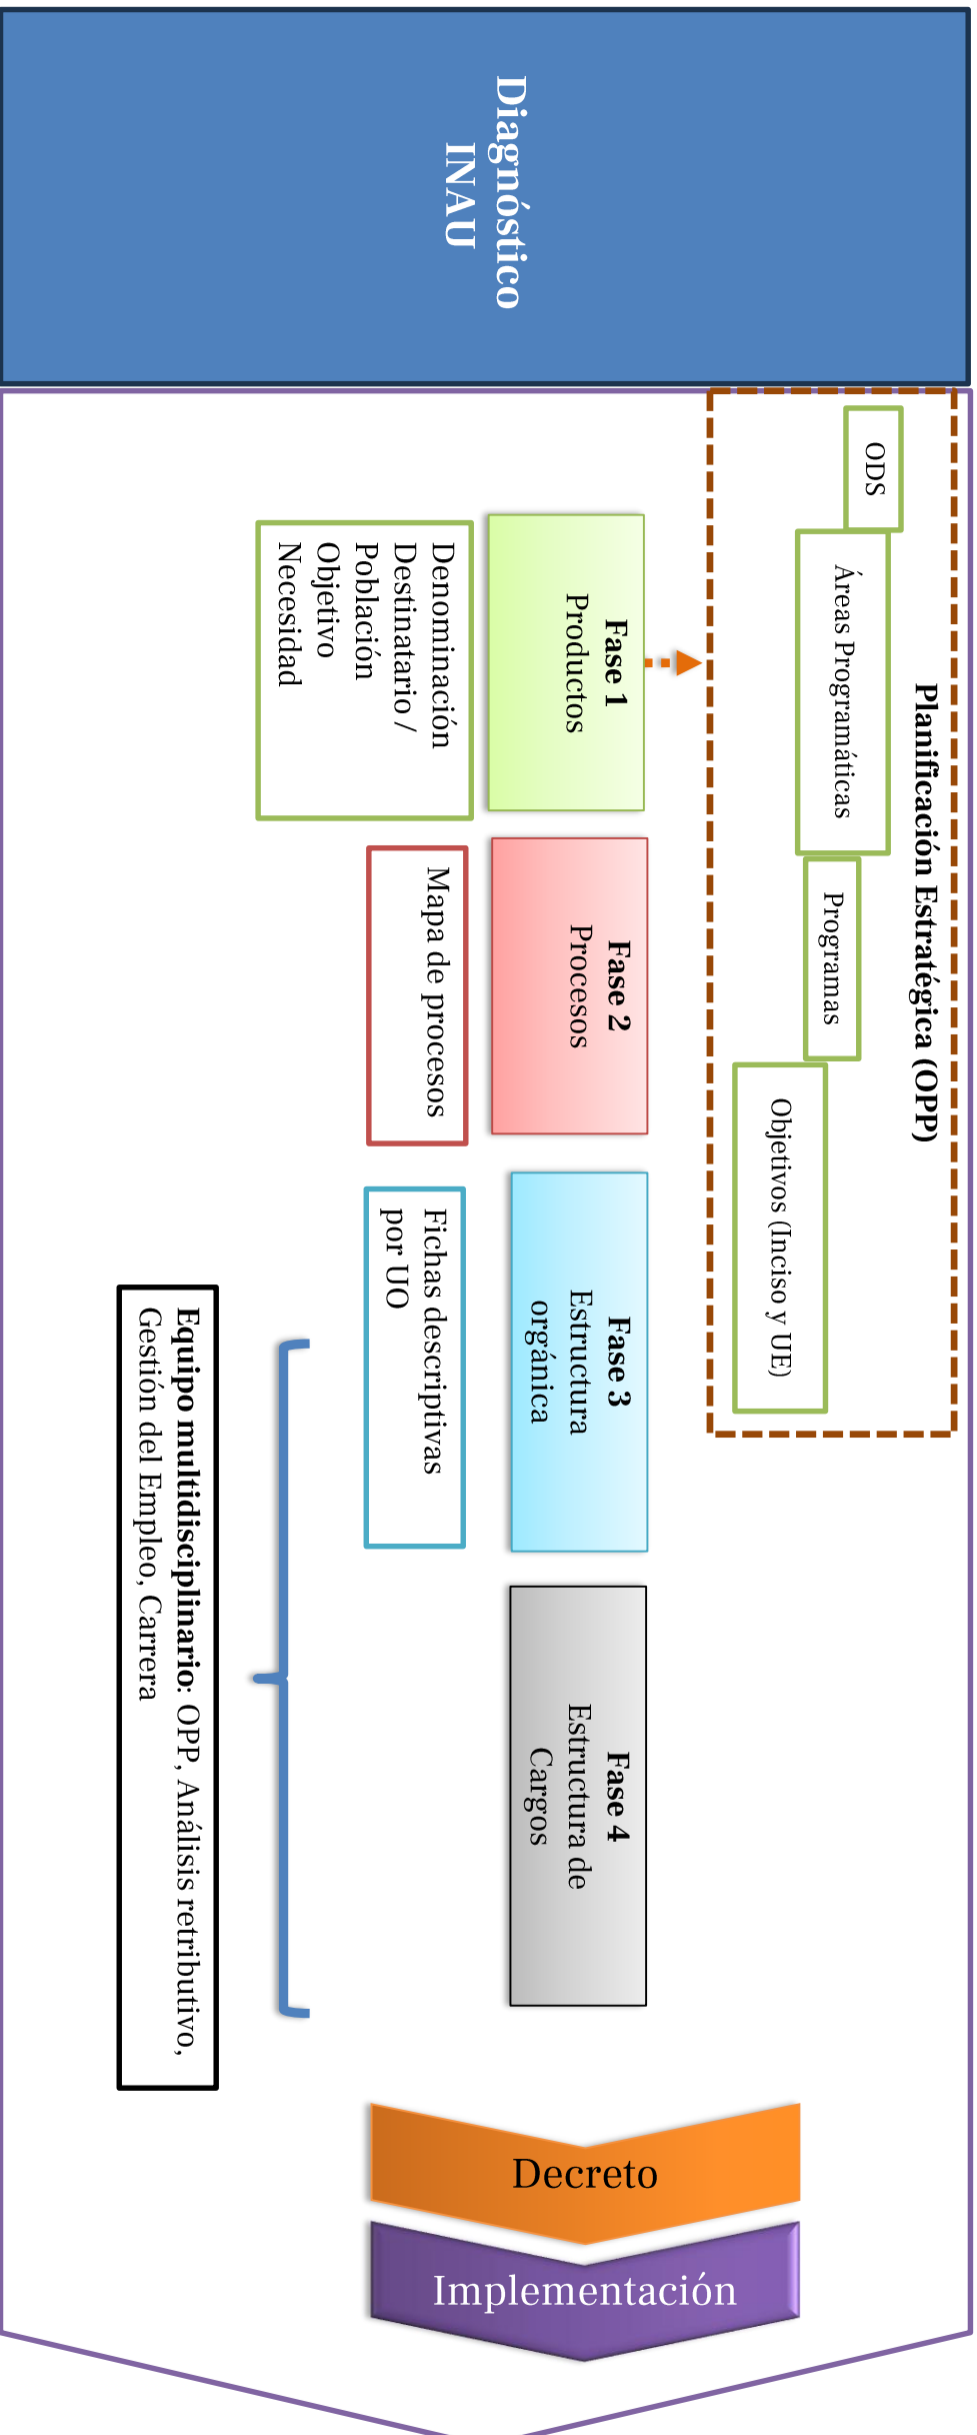 Diagnóstico
INAU
Planificación Estratégica (OPP)
ODS
Áreas Programáticas
Programas
Objetivos (Inciso y UE)
Fase 1
Productos
Denominación
Destinatario /
Población
Objetivo
Necesidad
Fase 2
Procesos
Mapa de procesos
Fase 3
Estructura
orgánica
Fichas descriptivas
por UO
Fase 4
Estructura de
Cargos
Equipo multidisciplinario: OPP, Análisis retributivo,
Gestión del Empleo, Carrera
Decreto
Implementación